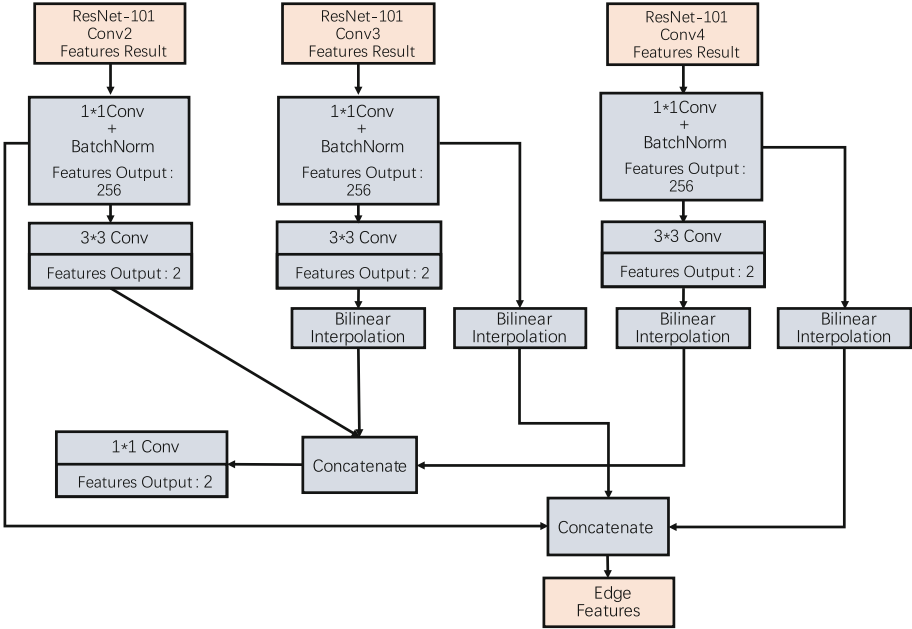 ResNet-101
Conv2
Features Result
ResNet-101
Conv3
Features Result
ResNet-101
Conv4
Features Result
1*1Conv
+
BatchNorm
Features Output:
256
1*1Conv
+
BatchNorm
Features Output:
256
1*1Conv
+
BatchNorm
Features Output:
256
3*3 Conv
Features Output: 2
3*3 Conv
Features Output: 2
3*3 Conv
Features Output: 2
Bilinear
Interpolation
Bilinear
Interpolation
Bilinear
Interpolation
Bilinear
Interpolation
1*1 Conv
Features Output: 2
Concatenate
Concatenate
Edge
Features